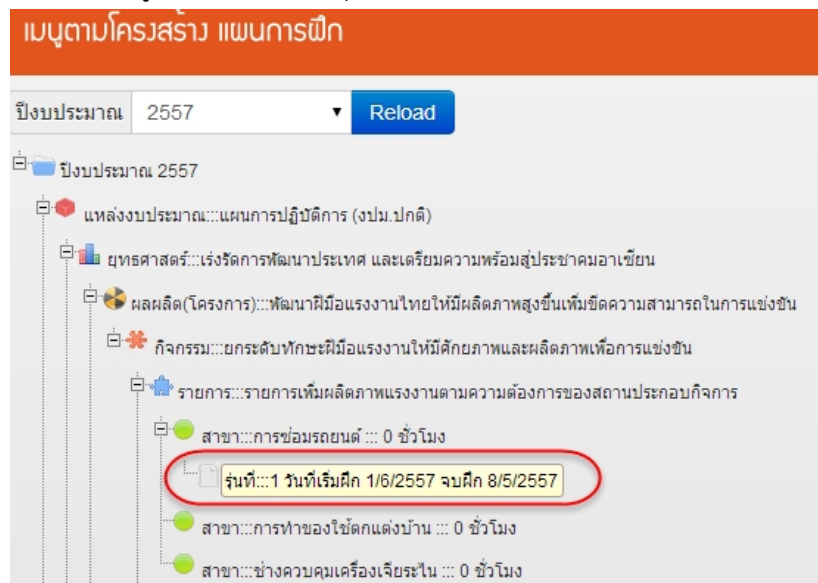 เมนูตามโครงสร้าง แผนการฝึก
ปีงบประมาณ 2557 Reload
ปีงบประมาณ 2557
แหล่งงบประมาณ:::แผนการปฏิบัติการ (งปม.ปกติ)
ยุทธศาสตร์:::เร่งรัดการพัฒนาประเทศ และเตรียมความพร้อมสู่ประชาคมอาเซียน
ผลผลิต(โครงการ):::พัฒนาฝีมือแรงงานไทยให้มีผลิตภาพสูงขึ้นเพิ่มขีดความสามารถในการแข่งขัน
กิจกรรม:::ยกระดับทักษะฝีมือแรงงานให้มีศักยภาพและผลิตภาพเพื่อการแข่งขัน
รายการ:::รายการเพิ่มผลิตภาพแรงงานตามความต้องการของสถานประกอบกิจการ
สาขา:::การซ่อมรถยนต์ ::: 0 ชั่วโมง
รุ่นที่:::1 วันที่เริ่มฝึก 1/6/2557 จบฝึก 8/5/2557
สาขา:::การทำของใช้ตกแต่งบ้าน ::: 0 ชั่วโมง
สาขา:::ช่างควบคุมเครื่องเจียระไน ::: 0 ชั่วโมง